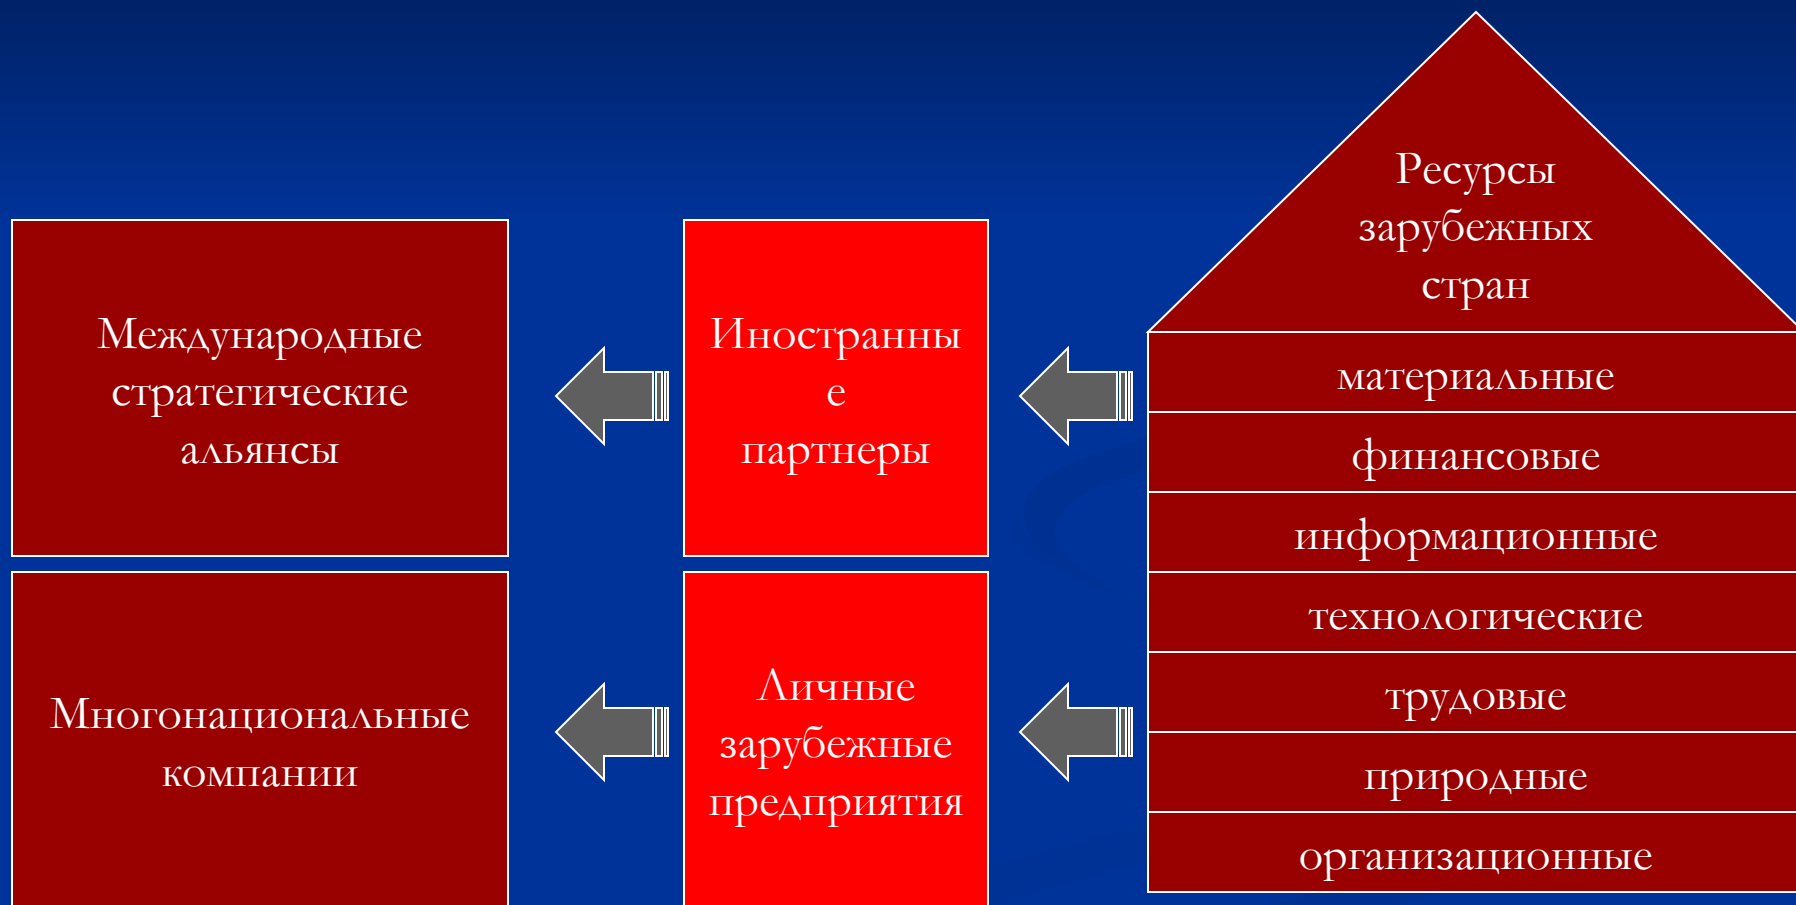 Международные
стратегические
альянсы
Иностранны
е
партнеры
Ресурсы
зарубежных
стран
материальные
финансовые
информационные
технологические
трудовые
природные
организационные
Многонациональные
компании
Личные
зарубежные
предприятия